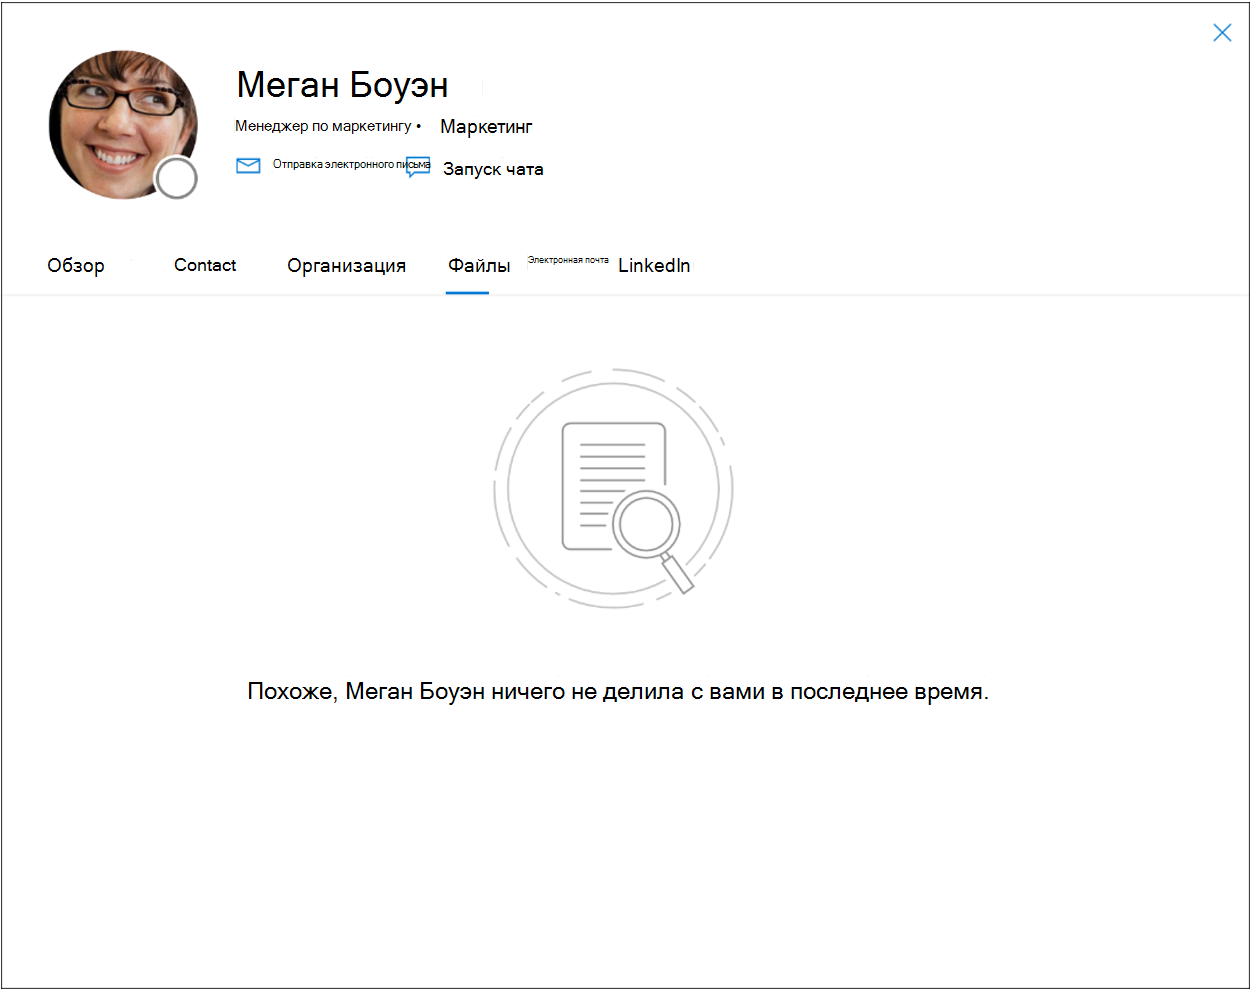 Меган Боуэн
Менеджер по маркетингу • Маркетинг
Отправка электронного письма Запуск чата
Обзор Contact Организация Файлы Электронная почта LinkedIn
Похоже, Меган Боуэн ничего не делила с вами в последнее время.